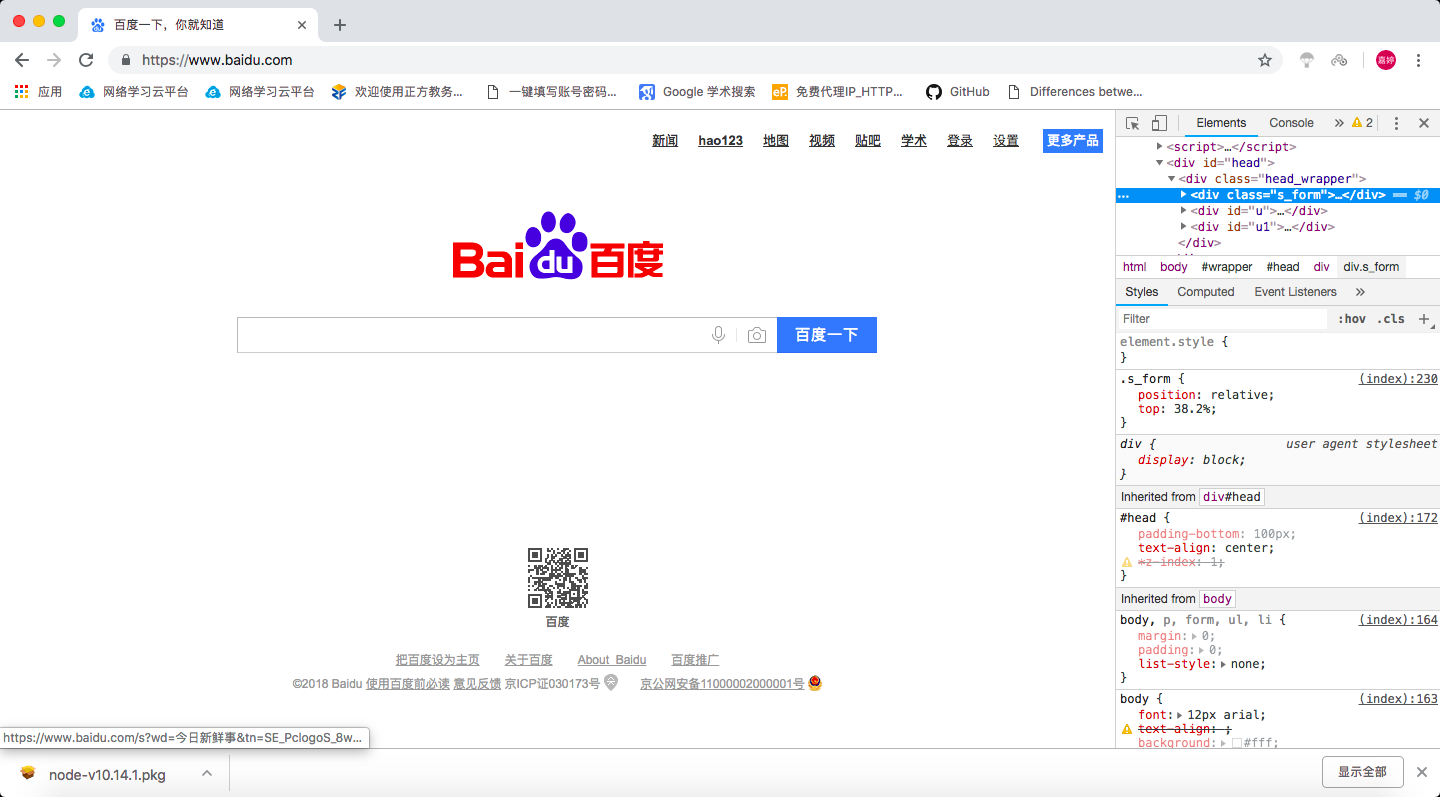 百度一下，你就知道
https://www.baidu.com
嘉婷
应用 网络学习云平台 网络学习云平台 欢迎使用正方教务... 一键填写账号密码... Google 学术搜索 eP 免费代理IP_HTTP... GitHub Differences betwe...
新闻 hao123 地图 视频 贴吧 学术 登录 设置 更多产品
Bai du 百度
百度一下
百度
把百度设为主页 关于百度 About Baidu 百度推广
©2018 Baidu 使用百度前必读 意见反馈 京ICP证030173号 京公网安备11000002000001号
https://www.baidu.com/s?wd=今日新鲜事&tn=SE_PclogoS_8w...
Elements Console » 2
<script>…</script>
<div id="head">
<div class="head_wrapper">
... <div class="s_form">…</div> == $0
<div id="u">…</div>
<div id="u1">…</div>
</div>
html body #wrapper #head div div.s_form
Styles Computed Event Listeners »
Filter :hov .cls +
element.style {
}
.s_form { (index):230
position: relative;
top: 38.2%;
}
div { user agent stylesheet
display: block;
}
Inherited from div#head
#head { (index):172
padding-bottom: 100px;
text-align: center;
*z-index: 1;
}
Inherited from body
body, p, form, ul, li { (index):164
margin: 0;
padding: 0;
list-style: none;
}
body { (index):163
font: 12px arial;
text-align: ;
background: #fff;
node-v10.14.1.pkg
显示全部